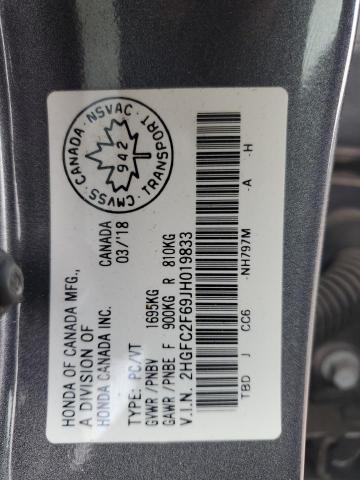 HONDA OF CANADA MFG.,
A DIVISION OF
HONDA CANADA INC.
CANADA
03/'18
CMVSS CANADA · NSVAC
942
TRANSPORT
TYPE: PC/VT
GVWR /PNBV 1695KG
GAWR /PNBE F 900KG R 810KG
V.I.N. 2HGFC2F69JH019833
TBD J CC6 -NH797M -A -H